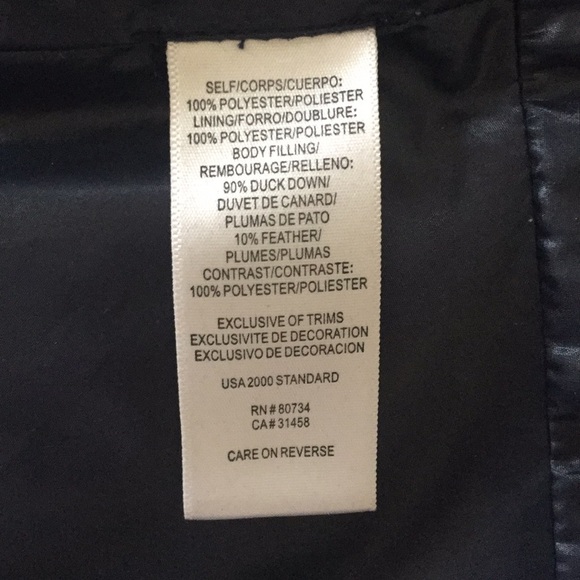 SELF/CORPS/CUERPO:
100% POLYESTER/POLIESTER
LINING/FORRO/DOUBLURE:
100% POLYESTER/POLIESTER
BODY FILLING/
REMBOURAGE/RELLENO:
90% DUCK DOWN/
DUVET DE CANARD/
PLUMAS DE PATO
10% FEATHER/
PLUMES/PLUMAS
CONTRAST/CONTRASTE:
100% POLYESTER/POLIESTER
EXCLUSIVE OF TRIMS
EXCLUSIVITE DE DECORATION
EXCLUSIVO DE DECORACION
USA 2000 STANDARD
RN # 80734
CA # 31458
CARE ON REVERSE